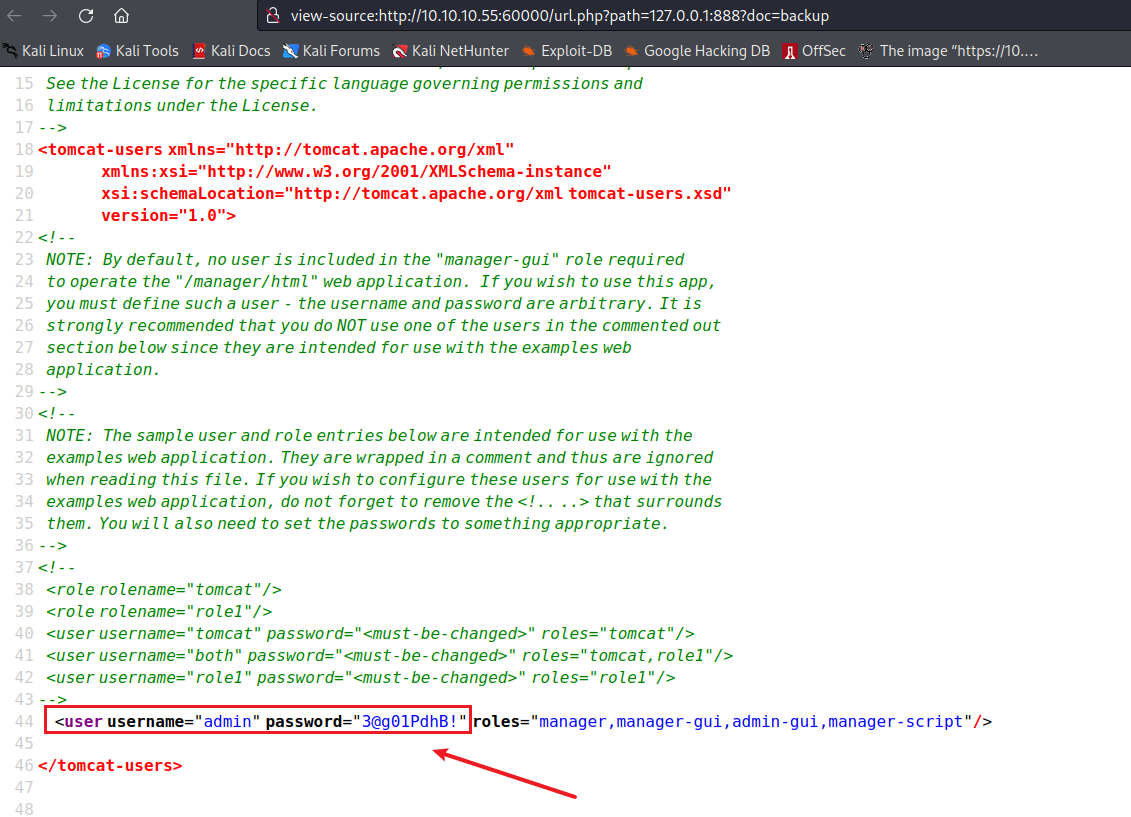 view-source:http://10.10.10.55:60000/url.php?path=127.0.0.1:888?doc=backup
Kali Linux Kali Tools Kali Docs Kali Forums Kali NetHunter Exploit-DB Google Hacking DB OffSec The image “https://10.…
15 See the License for the specific language governing permissions and
16 limitations under the License.
17 -->
18 <tomcat-users xmlns="http://tomcat.apache.org/xml"
19 xmlns:xsi="http://www.w3.org/2001/XMLSchema-instance"
20 xsi:schemaLocation="http://tomcat.apache.org/xml tomcat-users.xsd"
21 version="1.0">
22 <!--
23 NOTE: By default, no user is included in the "manager-gui" role required
24 to operate the "/manager/html" web application. If you wish to use this app,
25 you must define such a user - the username and password are arbitrary. It is
26 strongly recommended that you do NOT use one of the users in the commented out
27 section below since they are intended for use with the examples web
28 application.
29 -->
30 <!--
31 NOTE: The sample user and role entries below are intended for use with the
32 examples web application. They are wrapped in a comment and thus are ignored
33 when reading this file. If you wish to configure these users for use with the
34 examples web application, do not forget to remove the <!.. ..> that surrounds
35 them. You will also need to set the passwords to something appropriate.
36 -->
37 <!--
38 <role rolename="tomcat"/>
39 <role rolename="role1"/>
40 <user username="tomcat" password="<must-be-changed>" roles="tomcat"/>
41 <user username="both" password="<must-be-changed>" roles="tomcat,role1"/>
42 <user username="role1" password="<must-be-changed>" roles="role1"/>
43 -->
44 <user username="admin" password="3@g01PdhB!" roles="manager,manager-gui,admin-gui,manager-script"/>
45
46 </tomcat-users>
47
48